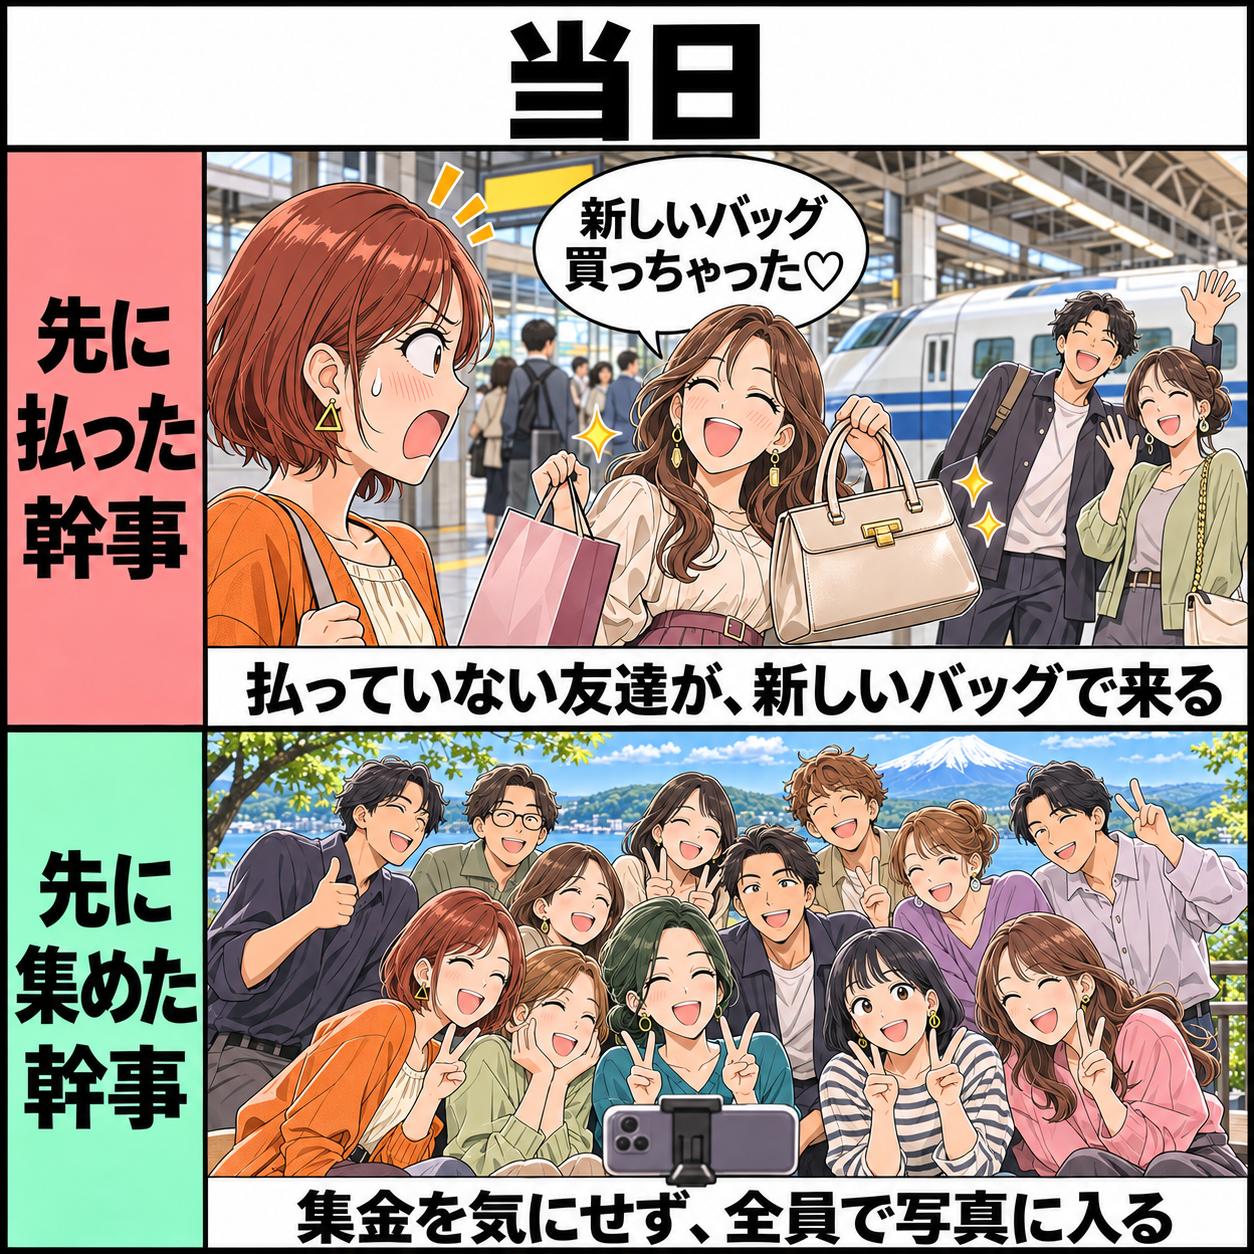 当日
先に
払った
幹事
新しいバッグ
買っちゃった♡
払っていない友達が、新しいバッグで来る
先に
集めた
幹事
集金を気にせず、全員で写真に入る